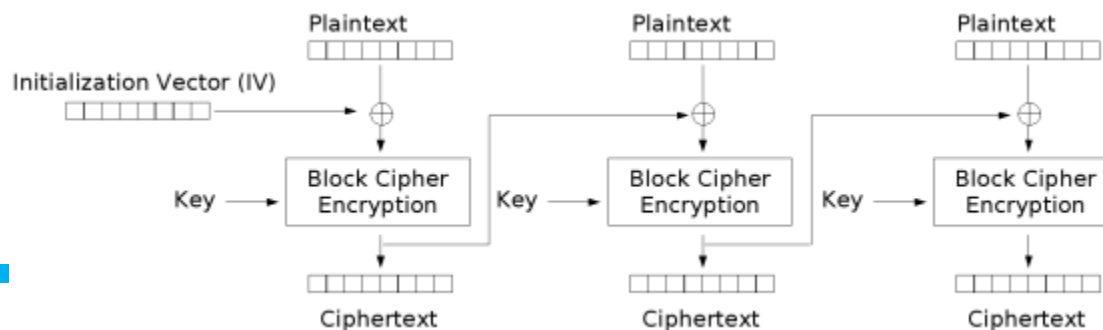 Plaintext
Plaintext
Plaintext
Initialization Vector (IV)
Key
Block Cipher
Encryption
Key
Block Cipher
Encryption
Key
Block Cipher
Encryption
Ciphertext
Ciphertext
Ciphertext